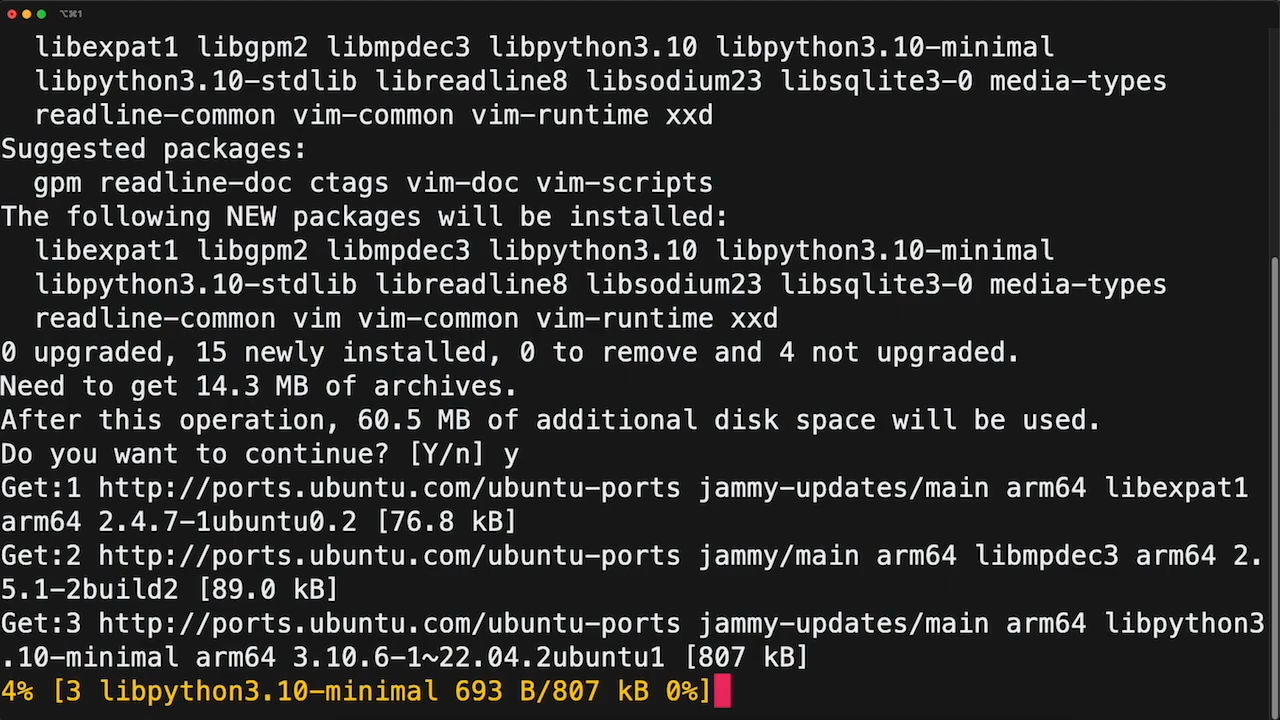 ⌥⌘1
libexpat1 libgpm2 libmpdec3 libpython3.10 libpython3.10-minimal
libpython3.10-stdlib libreadline8 libsodium23 libsqlite3-0 media-types
readline-common vim-common vim-runtime xxd
Suggested packages:
gpm readline-doc ctags vim-doc vim-scripts
The following NEW packages will be installed:
libexpat1 libgpm2 libmpdec3 libpython3.10 libpython3.10-minimal
libpython3.10-stdlib libreadline8 libsodium23 libsqlite3-0 media-types
readline-common vim vim-common vim-runtime xxd
0 upgraded, 15 newly installed, 0 to remove and 4 not upgraded.
Need to get 14.3 MB of archives.
After this operation, 60.5 MB of additional disk space will be used.
Do you want to continue? [Y/n] y
Get:1 http://ports.ubuntu.com/ubuntu-ports jammy-updates/main arm64 libexpat1
arm64 2.4.7-1ubuntu0.2 [76.8 kB]
Get:2 http://ports.ubuntu.com/ubuntu-ports jammy/main arm64 libmpdec3 arm64 2.
5.1-2build2 [89.0 kB]
Get:3 http://ports.ubuntu.com/ubuntu-ports jammy-updates/main arm64 libpython3
.10-minimal arm64 3.10.6-1~22.04.2ubuntu1 [807 kB]
4% [3 libpython3.10-minimal 693 B/807 kB 0%]